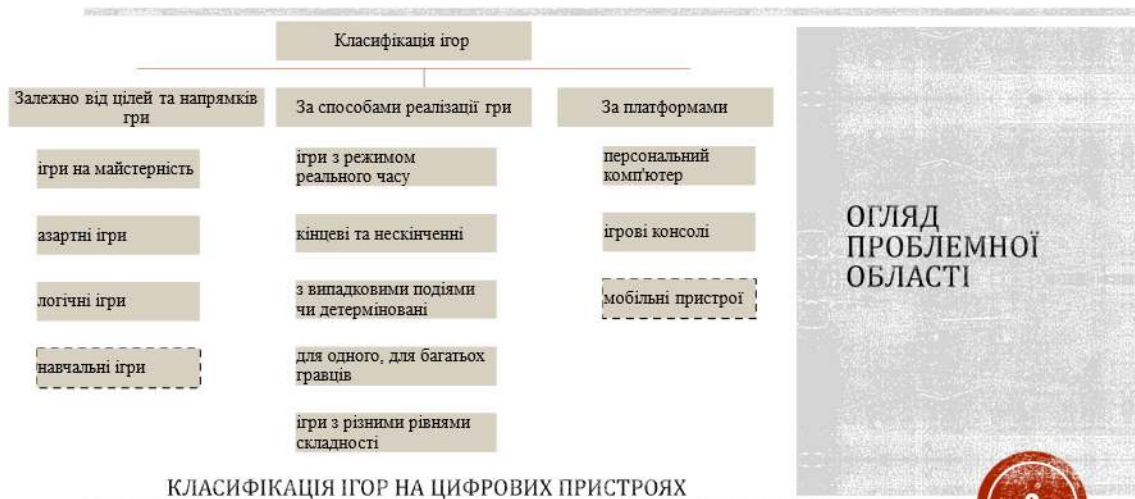 Класифікація ігор
Залежно від цілей та напрямків
гри
ігри на майстерність
азартні ігри
логічні ігри
навчальні ігри
За способами реалізації гри
ігри з режимом
реального часу
кінцеві та нескінченні
з випадковими подіями
чи детерміновані
для одного, для багатьох
гравців
ігри з різними рівнями
складності
За платформами
персональний
комп'ютер
ігрові консолі
мобільні пристрої
КЛАСИФІКАЦІЯ ІГОР НА ЦИФРОВИХ ПРИСТРОЯХ
ОГЛЯД
ПРОБЛЕМНОЇ
ОБЛАСТІ